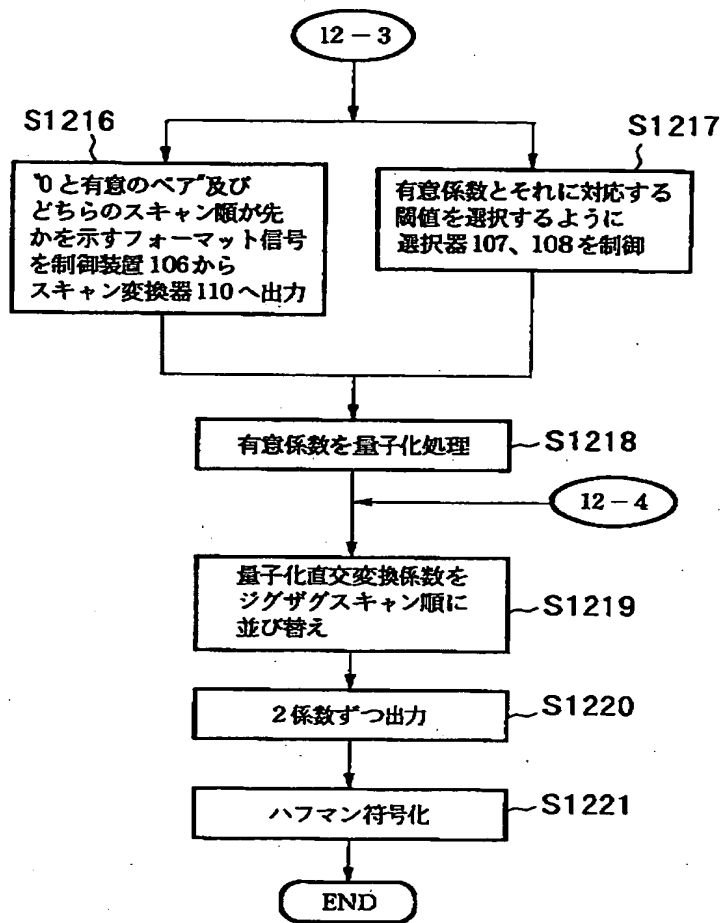 12-3
S1216
"0と有意のペア"及び
どちらのスキャン順が先
かを示すフォーマット信号
を制御装置106から
スキャン変換器110へ出力
S1217
有意係数とそれに対応する
閾値を選択するように
選択器107、108を制御
有意係数を量子化処理
S1218
12-4
量子化直交変換係数を
ジグザグスキャン順に
並び替え
S1219
2係数ずつ出力
S1220
ハフマン符号化
S1221
END